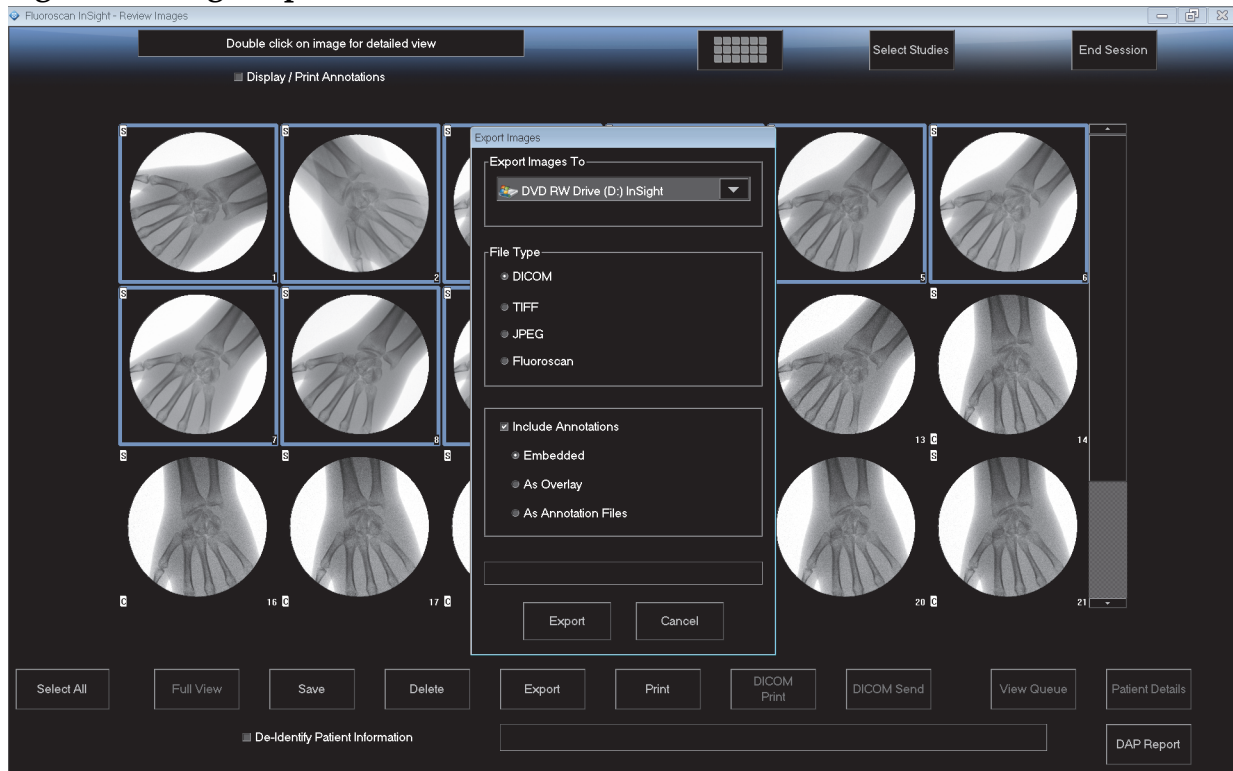 Fluoroscan InSight - Review Images
Double click on image for detailed view
Select Studies
End Session
Display / Print Annotations
S
S
S
S
S
1
2
5
6
Export Images
Export Images To
DVD RW Drive (D:) InSight
File Type
DICOM
TIFF
JPEG
Fluoroscan
Include Annotations
Embedded
As Overlay
As Annotation Files
Export
Cancel
S
S
S
S
7
8
13
C
14
S
S
S
S
C
16
C
17
C
20
C
21
Select All
Full View
Save
Delete
Export
Print
DICOM
Print
DICOM Send
View Queue
Patient Details
De-Identify Patient Information
DAP Report